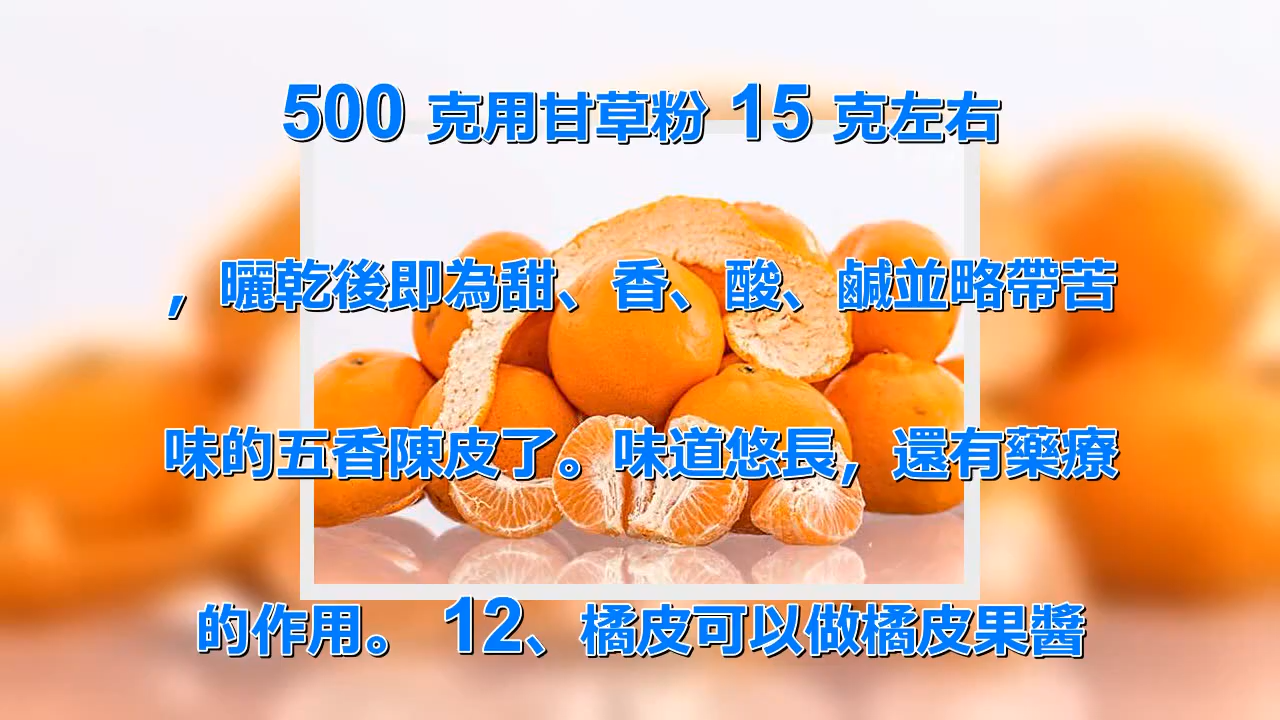 500 克用甘草粉 15 克左右
，曬乾後即為甜、香、酸、鹹並略帶苦
味的五香陳皮了。味道悠長，還有藥療
的作用。 12、橘皮可以做橘皮果醬